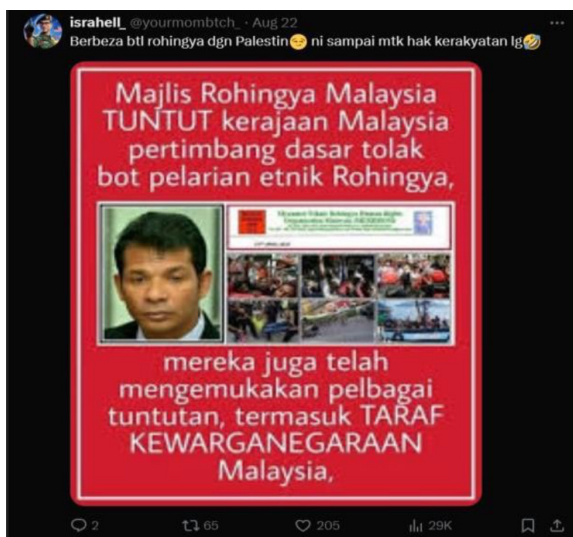 israhell_ @yourmombtch_ · Aug 22
Berbeza btl rohingya dgn Palestin😏 ni sampai mtk hak kerakyatan lg🤣
Majlis Rohingya Malaysia
TUNTUT kerajaan Malaysia
pertimbang dasar tolak
bot pelarian etnik Rohingya,
mereka juga telah
mengemukakan pelbagai
tuntutan, termasuk TARAF
KEWARGANEGARAAN
Malaysia,
2 65 205 29K